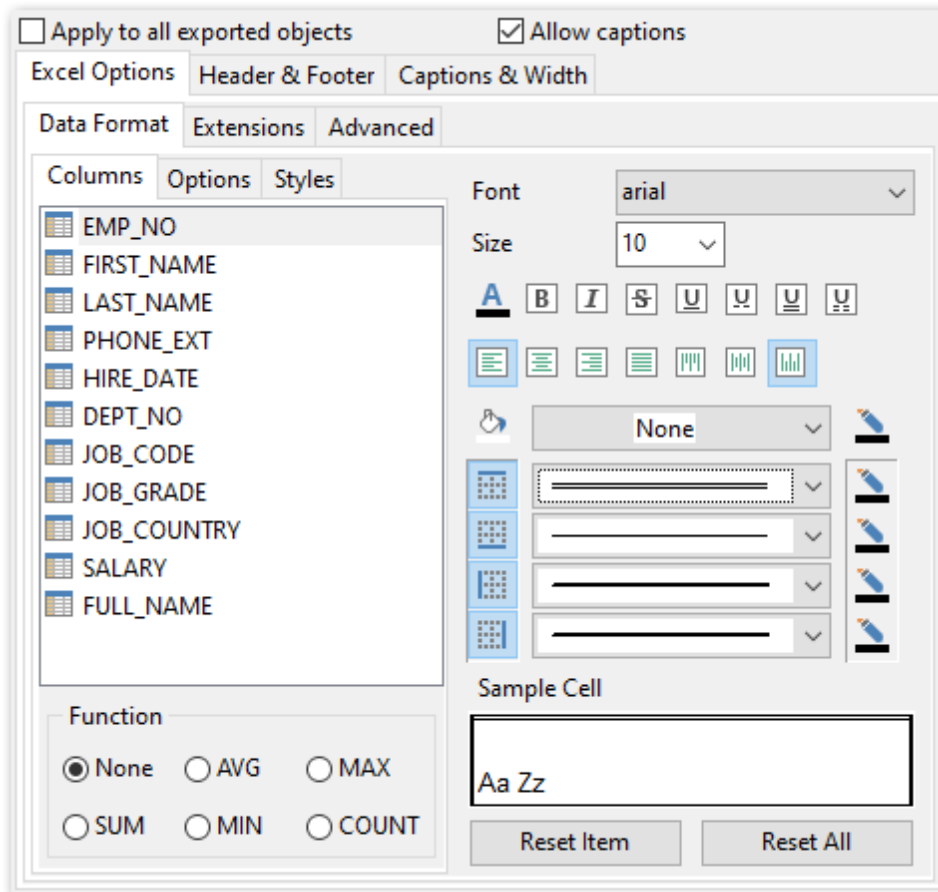 Apply to all exported objects
Allow captions
Excel Options
Header & Footer
Captions & Width
Data Format
Extensions
Advanced
Columns
Options
Styles
EMP_NO
FIRST_NAME
LAST_NAME
PHONE_EXT
HIRE_DATE
DEPT_NO
JOB_CODE
JOB_GRADE
JOB_COUNTRY
SALARY
FULL_NAME
Function
None
AVG
MAX
SUM
MIN
COUNT
Font
arial
Size
10
A
B
I
S
U
U
U
U
None
Sample Cell
Aa Zz
Reset Item
Reset All